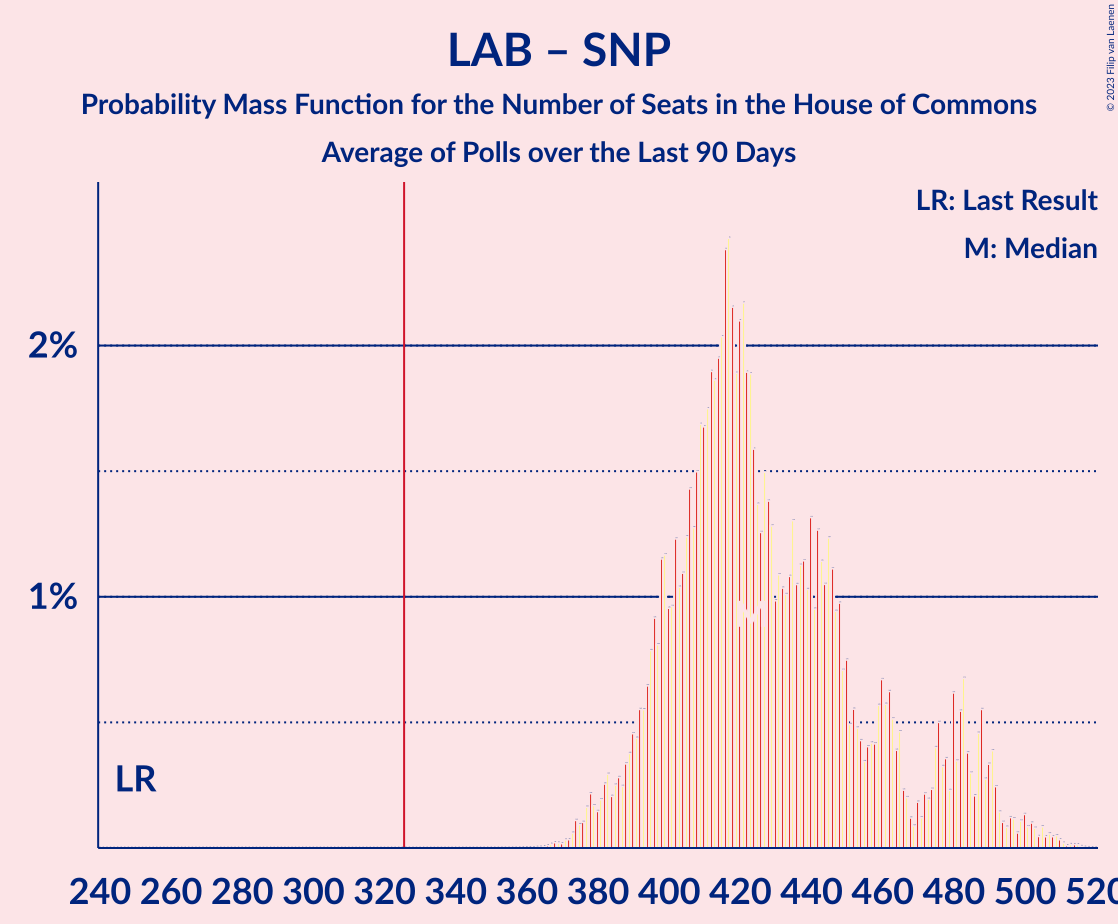 LAB – SNP
Probability Mass Function for the Number of Seats in the House of Commons
Average of Polls over the Last 90 Days
© 2023 Filip van Laenen
LR: Last Result
M: Median
2%
1%
LR
M
240 260 280 300 320 340 360 380 400 420 440 460 480 500 520